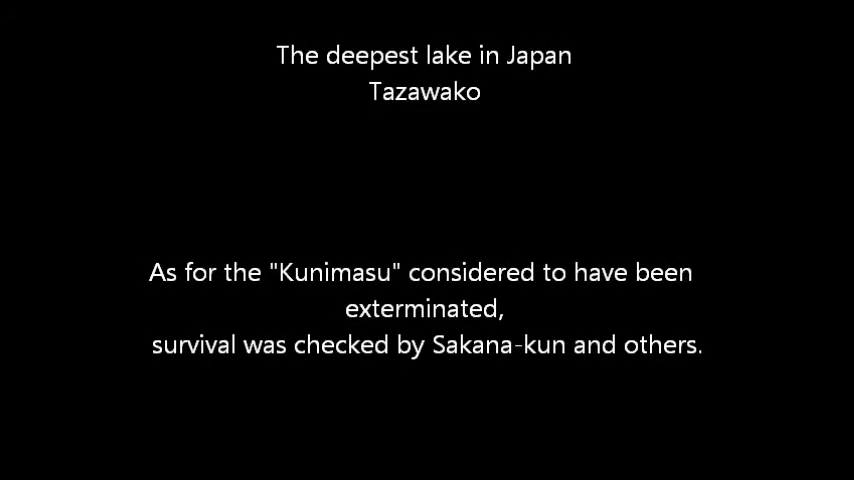 The deepest lake in Japan
Tazawako
As for the "Kunimasu" considered to have been
exterminated,
survival was checked by Sakana-kun and others.